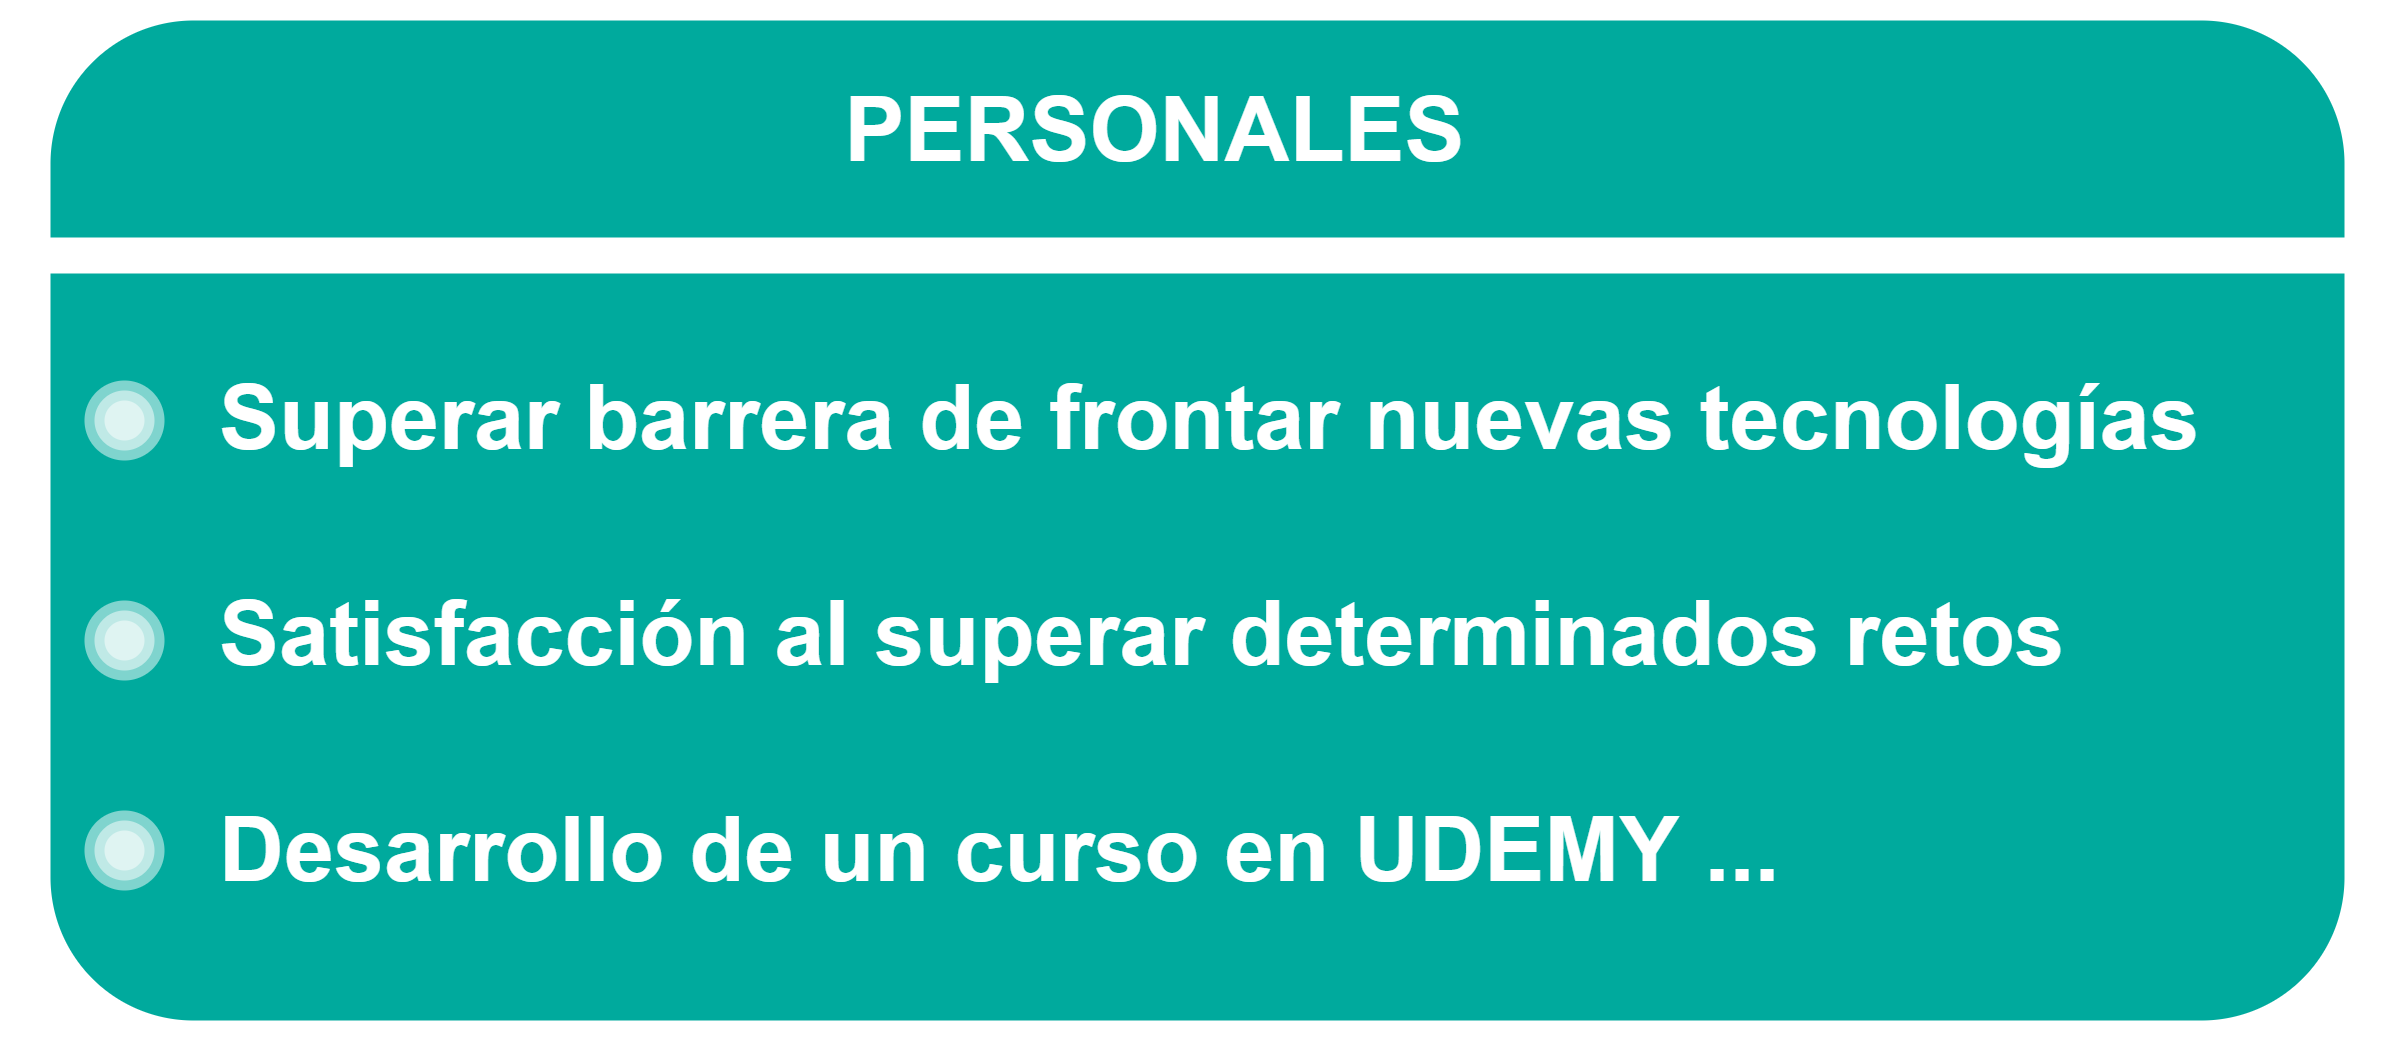 PERSONALES
Superar barrera de frontar nuevas tecnologías
Satisfacción al superar determinados retos
Desarrollo de un curso en UDEMY ...